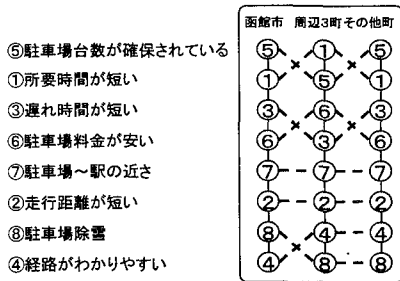 函館市 周辺3町 その他町
⑤駐車場台数が確保されている ⑤ ① ⑤
①所要時間が短い ① ⑤ ①
③遅れ時間が短い ③ ⑥ ③
⑥駐車場料金が安い ⑥ ③ ⑥
⑦駐車場～駅の近さ ⑦ ⑦ ⑦
②走行距離が短い ② ② ②
⑧駐車場除雪 ⑧ ④ ④
④経路がわかりやすい ④ ⑧ ⑧